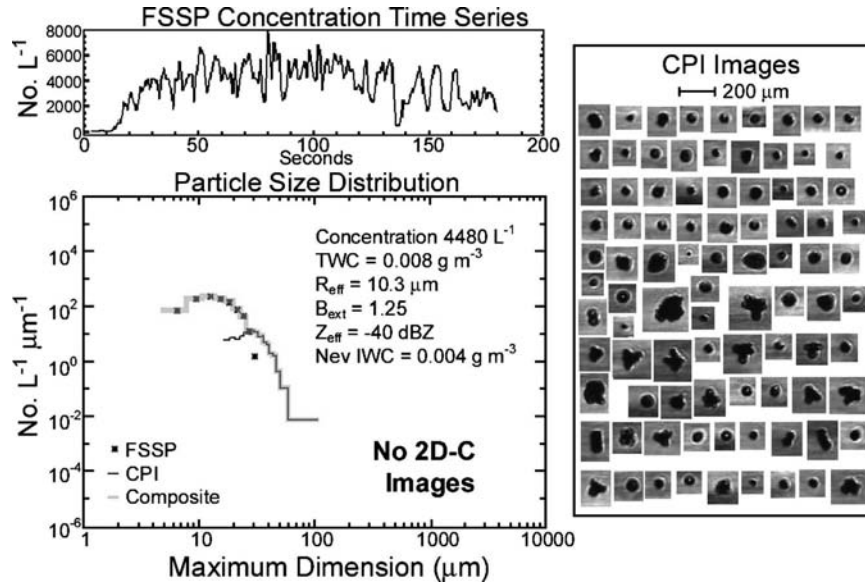 FSSP Concentration Time Series
No. L⁻¹
8000
6000
4000
2000
0
0 50 100 150 200
Seconds
Particle Size Distribution
No. L⁻¹ μm⁻¹
10⁶
10⁴
10²
10⁰
10⁻²
10⁻⁴
10⁻⁶
Concentration 4480 L⁻¹
TWC = 0.008 g m⁻³
R_eff = 10.3 μm
B_ext = 1.25
Z_eff = -40 dBZ
Nev IWC = 0.004 g m⁻³
FSSP
CPI
Composite
No 2D-C
Images
1 10 100 1000 10000
Maximum Dimension (μm)
CPI Images
200 μm